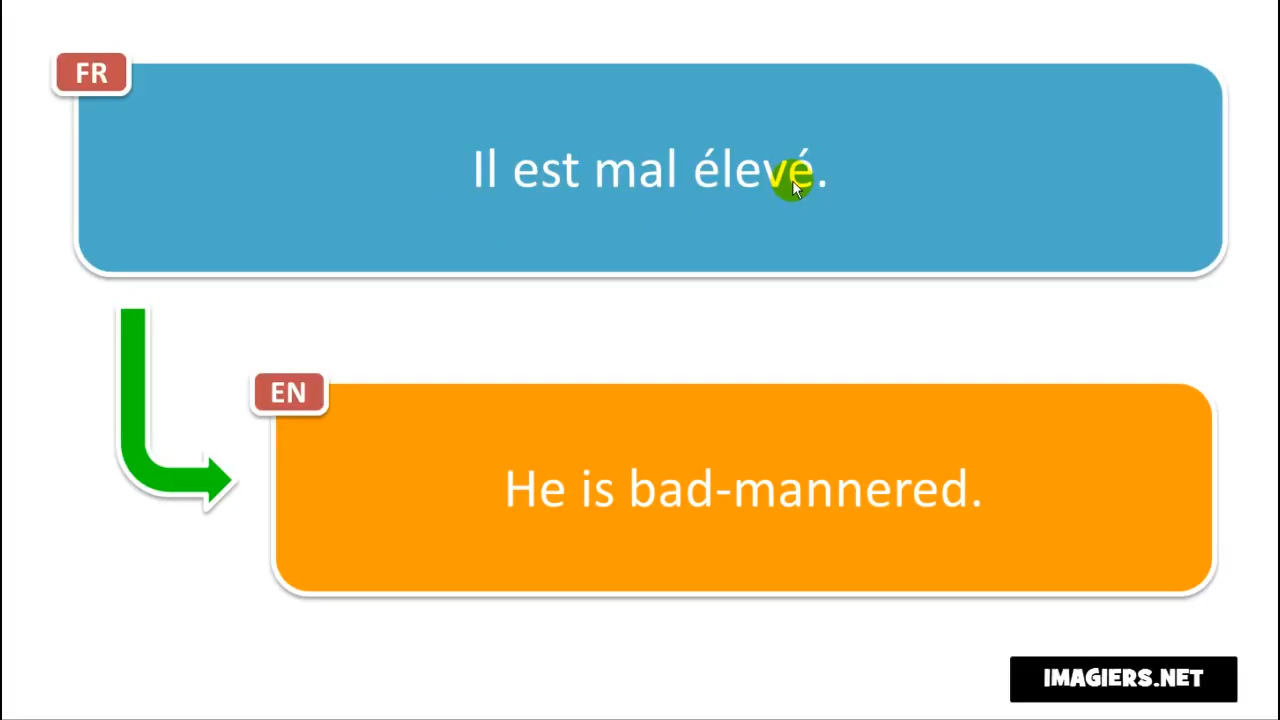 FR
Il est mal élevé.
EN
He is bad-mannered.
IMAGIERS.NET